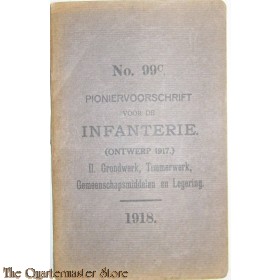 No. 99c
PIONIERVOORSCHRIFT
VOOR DE
INFANTERIE.
(ONTWERP 1917.)
II. Grondwerk, Timmerwerk,
Gemeenschapsmiddelen en Legering.
1918.
© The Quartermaster Store